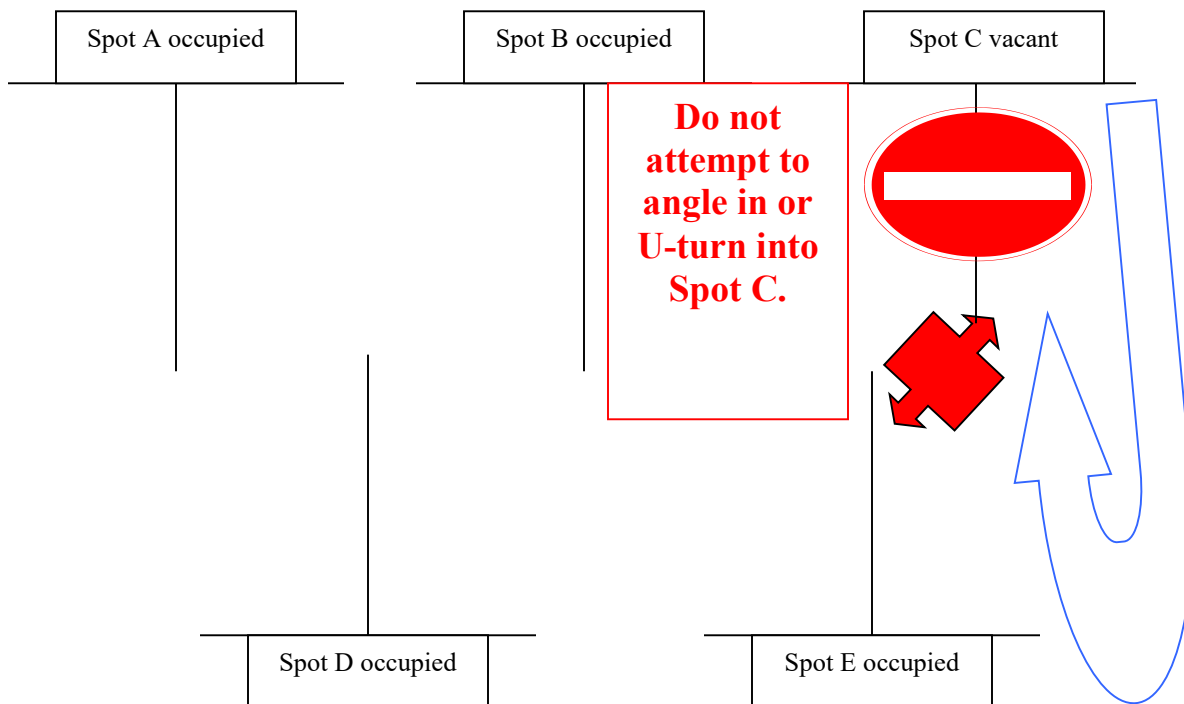 Spot A occupied
Spot B occupied
Spot C vacant
Do not
attempt to
angle in or
U-turn into
Spot C.
Spot D occupied
Spot E occupied